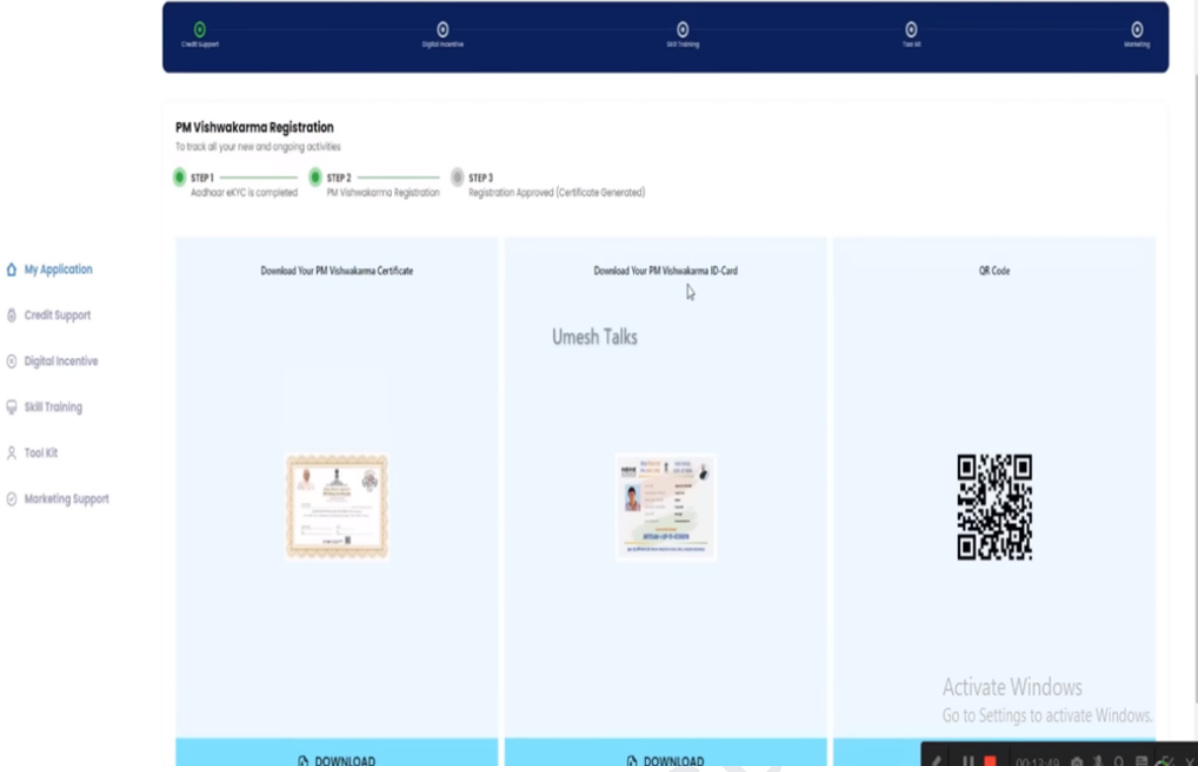 Credit Support
Digital Incentive
Skill Training
Tool Kit
Marketing
PM Vishwakarma Registration
To track all your new and ongoing activities
STEP 1
Aadhaar eKYC is completed
STEP 2
PM Vishwakarma Registration
STEP 3
Registration Approved (Certificate Generated)
My Application
Credit Support
Digital Incentive
Skill Training
Tool Kit
Marketing Support
Download Your PM Vishwakarma Certificate
Download Your PM Vishwakarma ID-Card
QR Code
Umesh Talks
Activate Windows
Go to Settings to activate Windows.
DOWNLOAD
DOWNLOAD
00:13:49